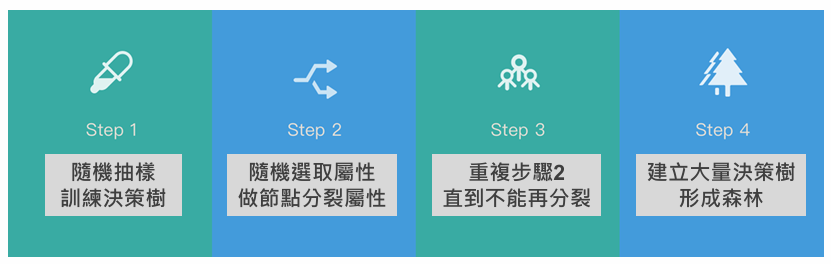 Step 1
隨機抽樣
訓練決策樹
Step 2
隨機選取屬性
做節點分裂屬性
Step 3
重複步驟2
直到不能再分裂
Step 4
建立大量決策樹
形成森林